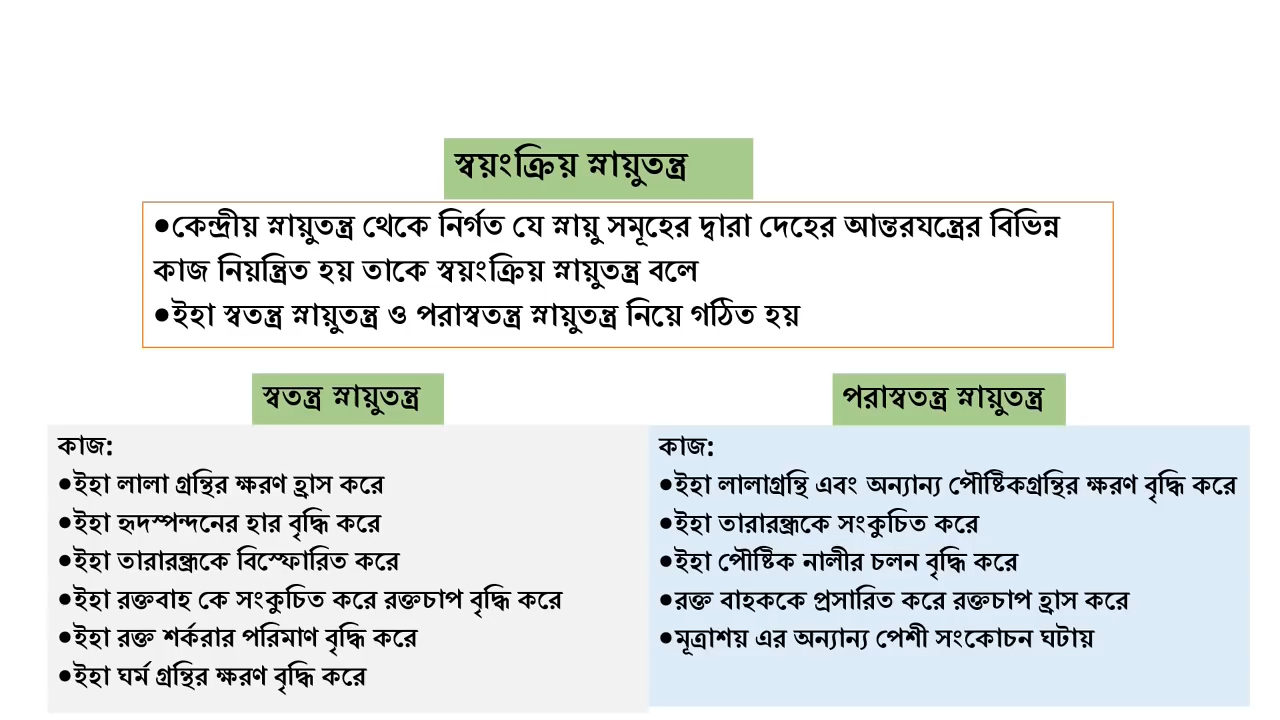 স্বয়ংক্রিয় স্নায়ুতন্ত্র
●কেন্দ্রীয় স্নায়ুতন্ত্র থেকে নির্গত যে স্নায়ু সমূহের দ্বারা দেহের আন্তরযন্ত্রের বিভিন্ন
কাজ নিয়ন্ত্রিত হয় তাকে স্বয়ংক্রিয় স্নায়ুতন্ত্র বলে
●ইহা স্বতন্ত্র স্নায়ুতন্ত্র ও পরাস্বতন্ত্র স্নায়ুতন্ত্র নিয়ে গঠিত হয়
স্বতন্ত্র স্নায়ুতন্ত্র
কাজ:
●ইহা লালা গ্রন্থির ক্ষরণ হ্রাস করে
●ইহা হৃদস্পন্দনের হার বৃদ্ধি করে
●ইহা তারারন্ধ্রকে বিস্ফোরিত করে
●ইহা রক্তবাহ কে সংকুচিত করে রক্তচাপ বৃদ্ধি করে
●ইহা রক্ত শর্করার পরিমাণ বৃদ্ধি করে
●ইহা ঘর্ম গ্রন্থির ক্ষরণ বৃদ্ধি করে
পরাস্বতন্ত্র স্নায়ুতন্ত্র
কাজ:
●ইহা লালাগ্রন্থি এবং অন্যান্য পৌষ্টিকগ্রন্থির ক্ষরণ বৃদ্ধি করে
●ইহা তারারন্ধ্রকে সংকুচিত করে
●ইহা পৌষ্টিক নালীর চলন বৃদ্ধি করে
●রক্ত বাহককে প্রসারিত করে রক্তচাপ হ্রাস করে
●মূত্রাশয় এর অন্যান্য পেশী সংকোচন ঘটায়